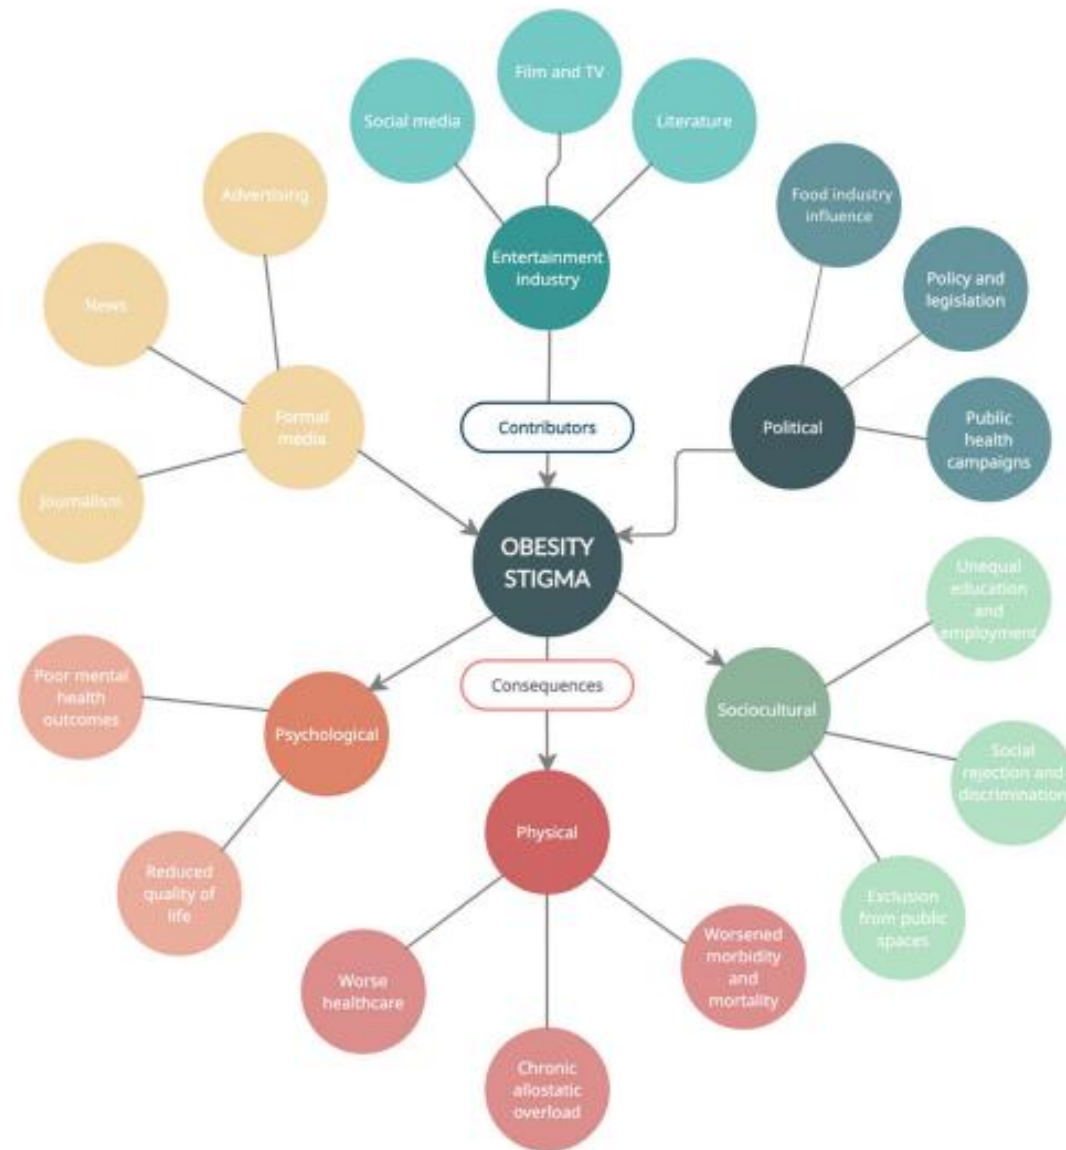 Film and TV
Social media
Literature
Advertising
Food industry
influence
Entertainment
industry
Policy and
legislation
News
Formal
media
Contributors
Political
Public
health
campaigns
Journalism
OBESITY
STIGMA
Unequal
education
and
employment
Poor mental
health
outcomes
Consequences
Psychological
Sociocultural
Social
rejection and
discrimination
Physical
Reduced
quality of
life
Exclusion
from public
spaces
Worse
healthcare
Worsened
morbidity
and
mortality
Chronic
allostatic
overload